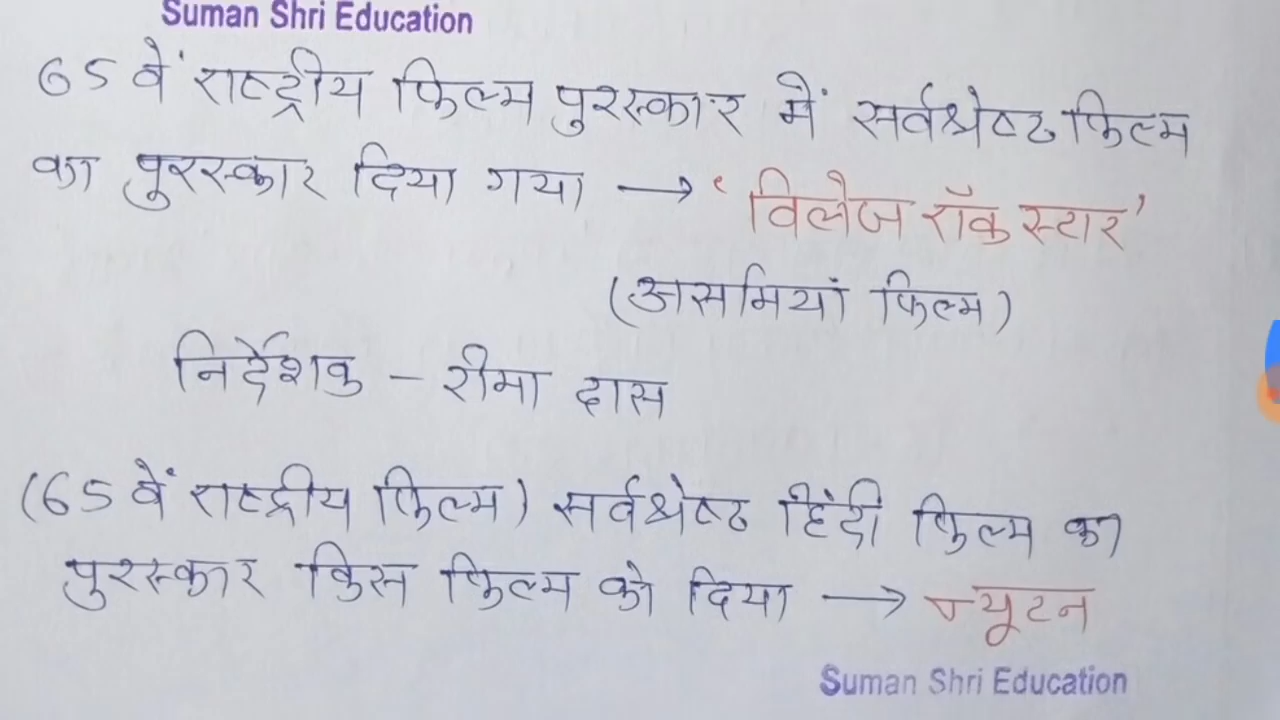 Suman Shri Education
65 वें राष्ट्रीय फिल्म पुरस्कार में सर्वश्रेष्ठ फिल्म
का पुरस्कार दिया गया → 'विलेज रॉक स्टार'
(असमियां फिल्म)
निर्देशक - रीमा दास
(65 वें राष्ट्रीय फिल्म) सर्वश्रेष्ठ हिंदी फिल्म का
पुरस्कार किस फिल्म को दिया → न्यूटन
Suman Shri Education